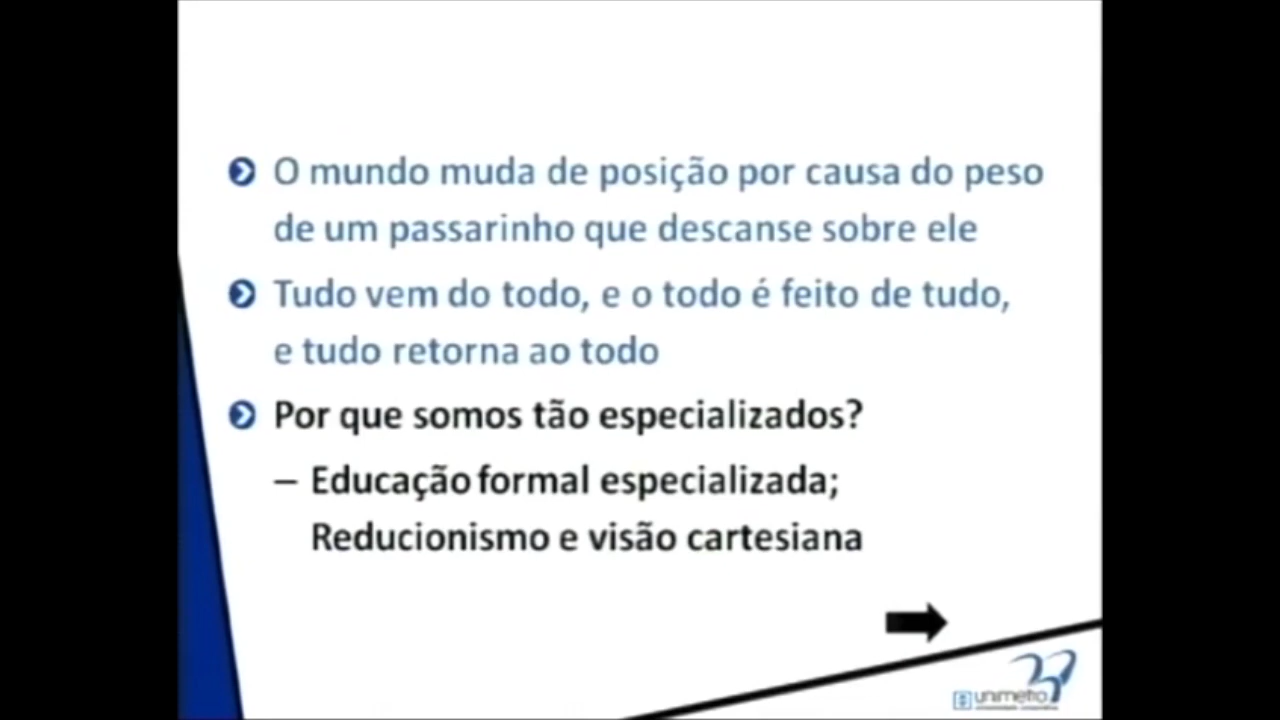 O mundo muda de posição por causa do peso
de um passarinho que descanse sobre ele
Tudo vem do todo, e o todo é feito de tudo,
e tudo retorna ao todo
Por que somos tão especializados?
– Educação formal especializada;
Reducionismo e visão cartesiana
unimetro